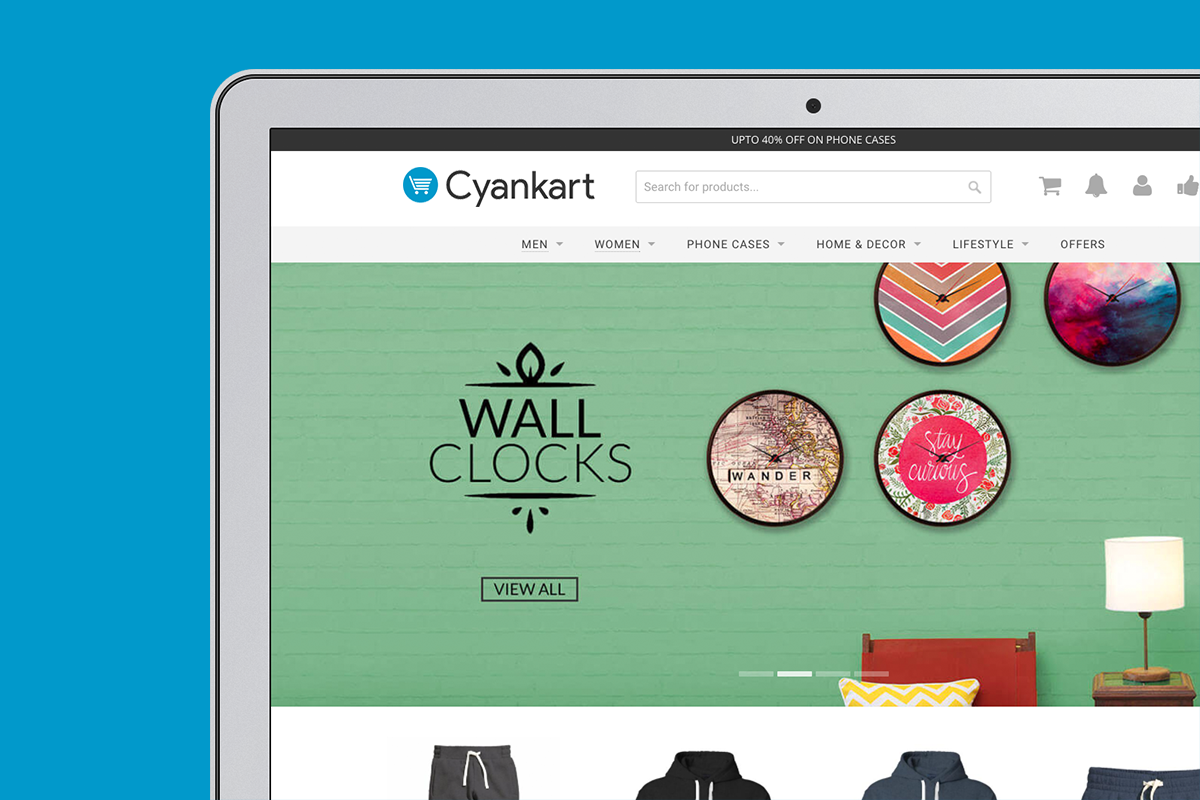 UPTO 40% OFF ON PHONE CASES
Cyankart
Search for products...
MEN WOMEN PHONE CASES HOME & DECOR LIFESTYLE OFFERS
WALL
CLOCKS
WANDER
stay
curious
VIEW ALL